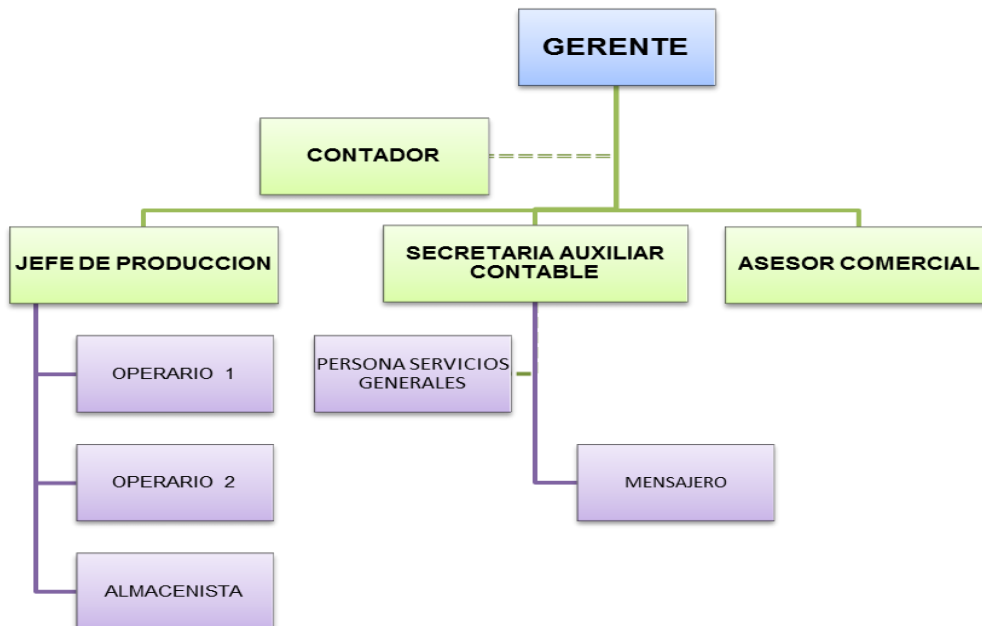 GERENTE
CONTADOR
JEFE DE PRODUCCION
SECRETARIA AUXILIAR
CONTABLE
ASESOR COMERCIAL
OPERARIO 1
PERSONA SERVICIOS
GENERALES
OPERARIO 2
MENSAJERO
ALMACENISTA